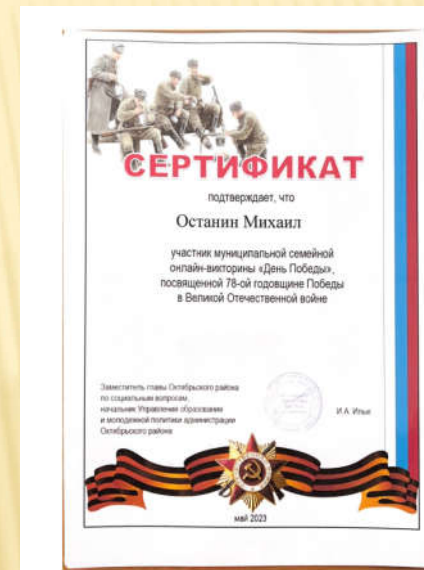 СЕРТИФИКАТ
подтверждает, что
Останин Михаил
участник муниципальной семейной
онлайн-викторины «День Победы»,
посвященной 78-ой годовщине Победы
в Великой Отечественной войне
Заместитель главы Октябрьского района
по социальным вопросам,
начальник Управления образования
и молодежной политики администрации
Октябрьского района
И.А. Ильи
май 2023